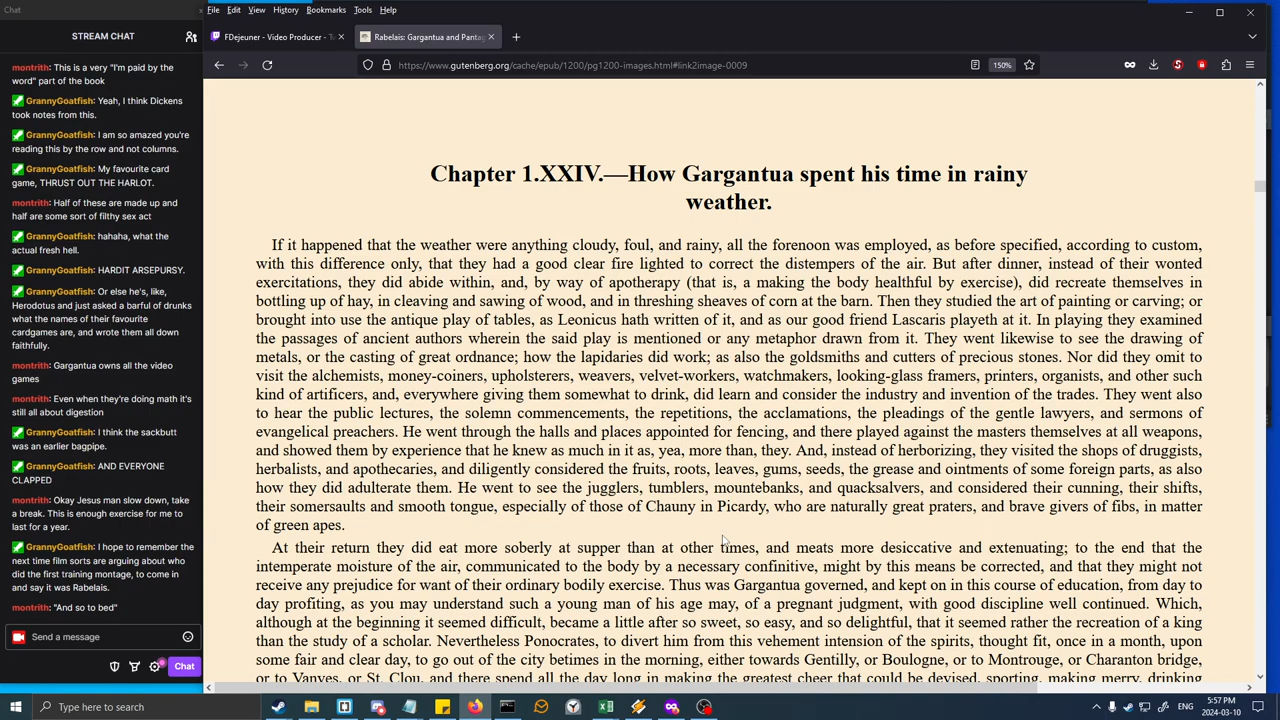 Chat
STREAM CHAT
montrith: This is a very "I'm paid by the
word" part of the book
GrannyGoatfish: Yeah, I think Dickens
took notes from this.
GrannyGoatfish: I am so amazed you're
reading this by the row and not columns.
GrannyGoatfish: My favourite card
game, THRUST OUT THE HARLOT.
montrith: Half of these are made up and
half are some sort of filthy sex act
GrannyGoatfish: hahaha, what the
actual fresh hell.
GrannyGoatfish: HARDIT ARSEPURSY.
GrannyGoatfish: Or else he's, like,
Herodotus and just asked a barful of drunks
what the names of their favourite
cardgames are, and wrote them all down
faithfully.
montrith: Gargantua owns all the video
games
montrith: Even when they're doing math it's
still all about digestion
GrannyGoatfish: I think the sackbutt
was an earlier bagpipe.
GrannyGoatfish: AND EVERYONE
CLAPPED
montrith: Okay Jesus man slow down, take
a break. This is enough exercise for me to
last for a year.
GrannyGoatfish: I hope to remember the
next time film sorts are arguing about who
did the first training montage, to come in
and say it was Rabelais.
montrith: "And so to bed"
Send a message
Chat
File Edit View History Bookmarks Tools Help
FDejeuner - Video Producer - Tw
Rabelais: Gargantua and Pantag
https://www.gutenberg.org/cache/epub/1200/pg1200-images.html#link2image-0009
150%
Chapter 1.XXIV.—How Gargantua spent his time in rainy
weather.
If it happened that the weather were anything cloudy, foul, and rainy, all the forenoon was employed, as before specified, according to custom,
with this difference only, that they had a good clear fire lighted to correct the distempers of the air. But after dinner, instead of their wonted
exercitations, they did abide within, and, by way of apotherapy (that is, a making the body healthful by exercise), did recreate themselves in
bottling up of hay, in cleaving and sawing of wood, and in threshing sheaves of corn at the barn. Then they studied the art of painting or carving; or
brought into use the antique play of tables, as Leonicus hath written of it, and as our good friend Lascaris playeth at it. In playing they examined
the passages of ancient authors wherein the said play is mentioned or any metaphor drawn from it. They went likewise to see the drawing of
metals, or the casting of great ordnance; how the lapidaries did work; as also the goldsmiths and cutters of precious stones. Nor did they omit to
visit the alchemists, money-coiners, upholsterers, weavers, velvet-workers, watchmakers, looking-glass framers, printers, organists, and other such
kind of artificers, and, everywhere giving them somewhat to drink, did learn and consider the industry and invention of the trades. They went also
to hear the public lectures, the solemn commencements, the repetitions, the acclamations, the pleadings of the gentle lawyers, and sermons of
evangelical preachers. He went through the halls and places appointed for fencing, and there played against the masters themselves at all weapons,
and showed them by experience that he knew as much in it as, yea, more than, they. And, instead of herborizing, they visited the shops of druggists,
herbalists, and apothecaries, and diligently considered the fruits, roots, leaves, gums, seeds, the grease and ointments of some foreign parts, as also
how they did adulterate them. He went to see the jugglers, tumblers, mountebanks, and quacksalvers, and considered their cunning, their shifts,
their somersaults and smooth tongue, especially of those of Chauny in Picardy, who are naturally great praters, and brave givers of fibs, in matter
of green apes.
At their return they did eat more soberly at supper than at other times, and meats more desiccative and extenuating; to the end that the
intemperate moisture of the air, communicated to the body by a necessary confinitive, might by this means be corrected, and that they might not
receive any prejudice for want of their ordinary bodily exercise. Thus was Gargantua governed, and kept on in this course of education, from day to
day profiting, as you may understand such a young man of his age may, of a pregnant judgment, with good discipline well continued. Which,
although at the beginning it seemed difficult, became a little after so sweet, so easy, and so delightful, that it seemed rather the recreation of a king
than the study of a scholar. Nevertheless Ponocrates, to divert him from this vehement intension of the spirits, thought fit, once in a month, upon
some fair and clear day, to go out of the city betimes in the morning, either towards Gentilly, or Boulogne, or to Montrouge, or Charanton bridge,
or to Vanves, or St. Clou, and there spend all the day long in making the greatest cheer that could be devised, sporting, making merry, drinking
Type here to search
5:57 PM
2024-03-10